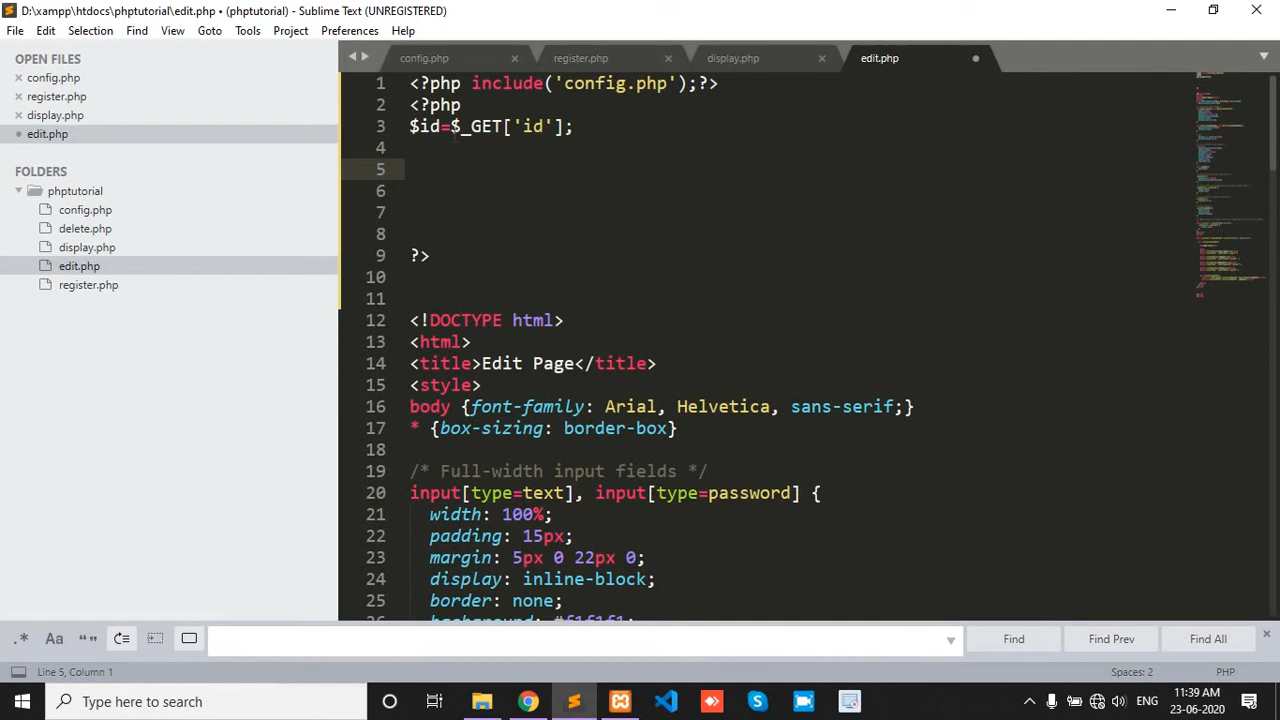 D:\xampp\htdocs\phptutorial\edit.php • (phptutorial) - Sublime Text (UNREGISTERED)
File Edit Selection Find View Goto Tools Project Preferences Help
OPEN FILES
config.php
register.php
display.php
edit.php
FOLDERS
phptutorial
config.php
delete.php
display.php
edit.php
register.php
config.php register.php display.php edit.php
1 <?php include('config.php');?>
2 <?php
3 $id=$_GET['id'];
4
5
6
7
8
9 ?>
10
11
12 <!DOCTYPE html>
13 <html>
14 <title>Edit Page</title>
15 <style>
16 body {font-family: Arial, Helvetica, sans-serif;}
17 * {box-sizing: border-box}
18
19 /* Full-width input fields */
20 input[type=text], input[type=password] {
21 width: 100%;
22 padding: 15px;
23 margin: 5px 0 22px 0;
24 display: inline-block;
25 border: none;
26 background: #f1f1f1;
.* Aa “” Find Find Prev Find All
Line 5, Column 1 Spaces: 2 PHP
Type here to search
ENG
11:39 AM
23-06-2020